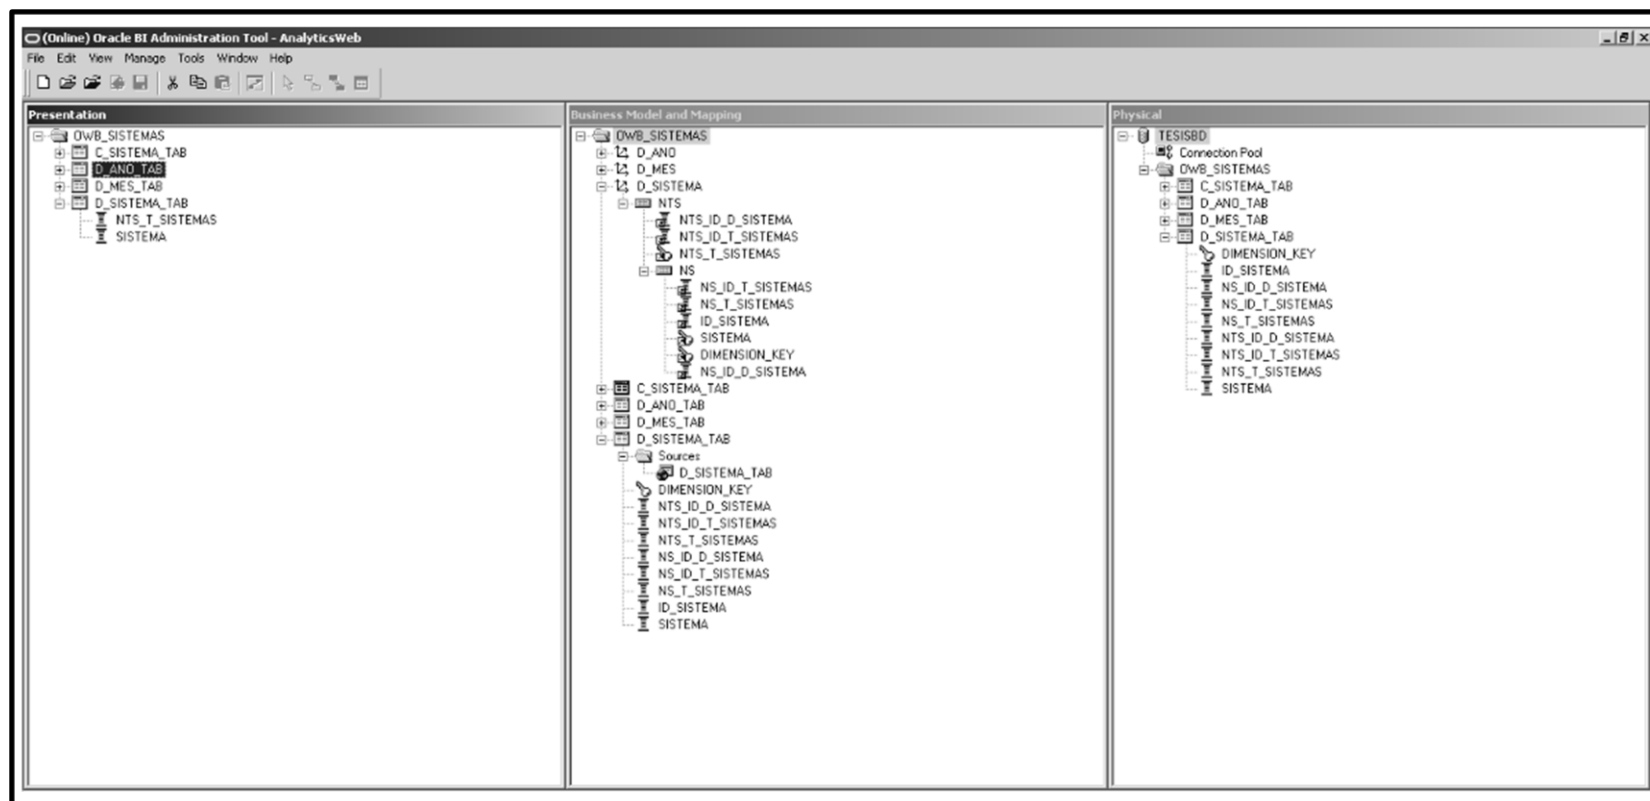 (Online) Oracle BI Administration Tool - AnalyticsWeb
File Edit View Manage Tools Window Help
Presentation
OWB_SISTEMAS
C_SISTEMA_TAB
D_ANO_TAB
D_MES_TAB
D_SISTEMA_TAB
NTS_T_SISTEMAS
SISTEMA
Business Model and Mapping
OWB_SISTEMAS
D_ANO
D_MES
D_SISTEMA
NTS
NTS_ID_D_SISTEMA
NTS_ID_T_SISTEMAS
NTS_T_SISTEMAS
NS
NS_ID_T_SISTEMAS
NS_T_SISTEMAS
ID_SISTEMA
SISTEMA
DIMENSION_KEY
NS_ID_D_SISTEMA
C_SISTEMA_TAB
D_ANO_TAB
D_MES_TAB
D_SISTEMA_TAB
Sources
D_SISTEMA_TAB
DIMENSION_KEY
NTS_ID_D_SISTEMA
NTS_ID_T_SISTEMAS
NTS_T_SISTEMAS
NS_ID_D_SISTEMA
NS_ID_T_SISTEMAS
NS_T_SISTEMAS
ID_SISTEMA
SISTEMA
Physical
TESISBD
Connection Pool
OWB_SISTEMAS
C_SISTEMA_TAB
D_ANO_TAB
D_MES_TAB
D_SISTEMA_TAB
DIMENSION_KEY
ID_SISTEMA
NS_ID_D_SISTEMA
NS_ID_T_SISTEMAS
NS_T_SISTEMAS
NTS_ID_D_SISTEMA
NTS_ID_T_SISTEMAS
NTS_T_SISTEMAS
SISTEMA